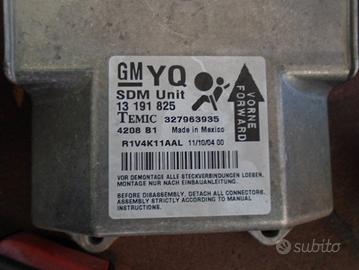 GM YQ
SDM Unit
13 191 825
TEMIC 327963935
4208 B1 Made in Mexico
R1V4K11AAL 11/10/04 00
VORNE
FORWARD
VOR DEMONTAGE ALLE STECKVERBINDUNGEN LOESEN,
MONTAGE NUR NACH EINBAUANLEITUNG.
BEFORE DISASSEMBLY, DETACH ALL CONNECTORS.
ASSEMBLY STRICTLY ACCORDING TO MANUAL
INSTRUCTIONS.
subito